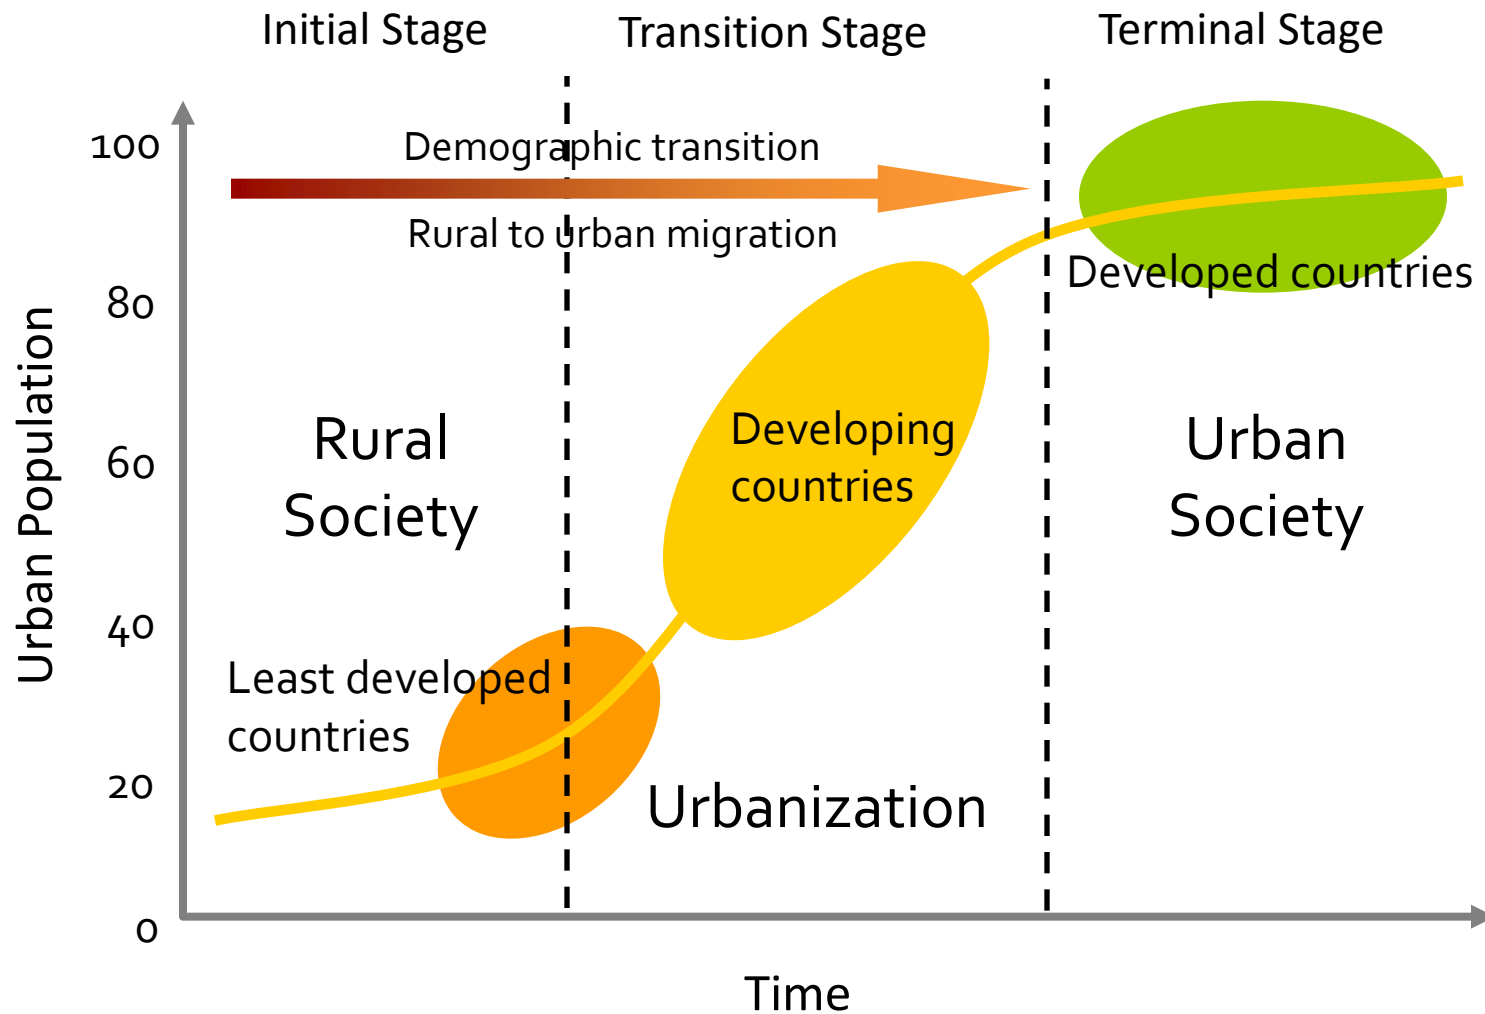 Initial Stage
Transition Stage
Terminal Stage
100
Demographic transition
Rural to urban migration
Developed countries
80
Urban Population
Rural
Society
Developing
countries
Urban
Society
60
40
Least developed
countries
20
Urbanization
0
Time